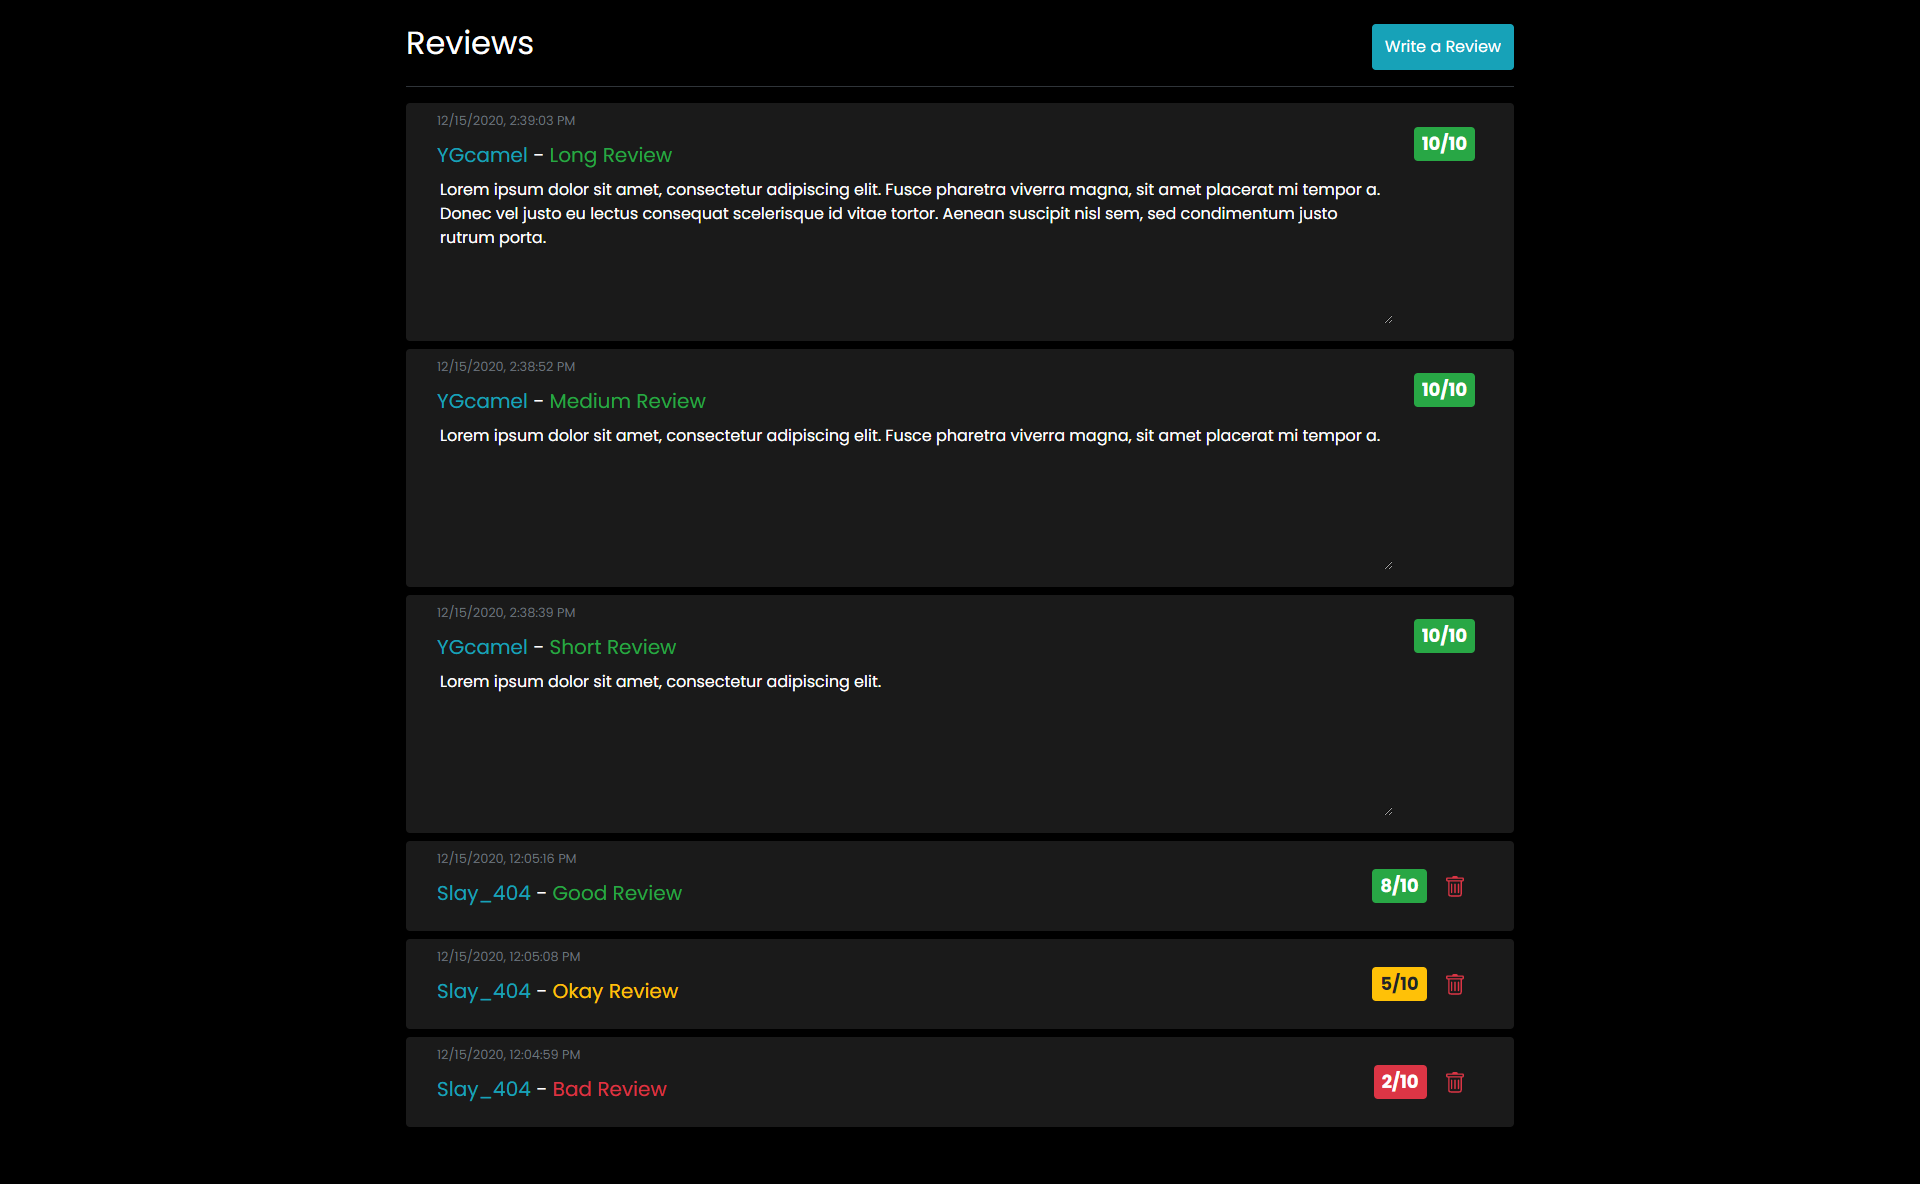 Reviews
Write a Review
12/15/2020, 2:39:03 PM
YGcamel - Long Review
10/10
Lorem ipsum dolor sit amet, consectetur adipiscing elit. Fusce pharetra viverra magna, sit amet placerat mi tempor a.
Donec vel justo eu lectus consequat scelerisque id vitae tortor. Aenean suscipit nisl sem, sed condimentum justo
rutrum porta.
12/15/2020, 2:38:52 PM
YGcamel - Medium Review
10/10
Lorem ipsum dolor sit amet, consectetur adipiscing elit. Fusce pharetra viverra magna, sit amet placerat mi tempor a.
12/15/2020, 2:38:39 PM
YGcamel - Short Review
10/10
Lorem ipsum dolor sit amet, consectetur adipiscing elit.
12/15/2020, 12:05:16 PM
Slay_404 - Good Review
8/10
12/15/2020, 12:05:08 PM
Slay_404 - Okay Review
5/10
12/15/2020, 12:04:59 PM
Slay_404 - Bad Review
2/10